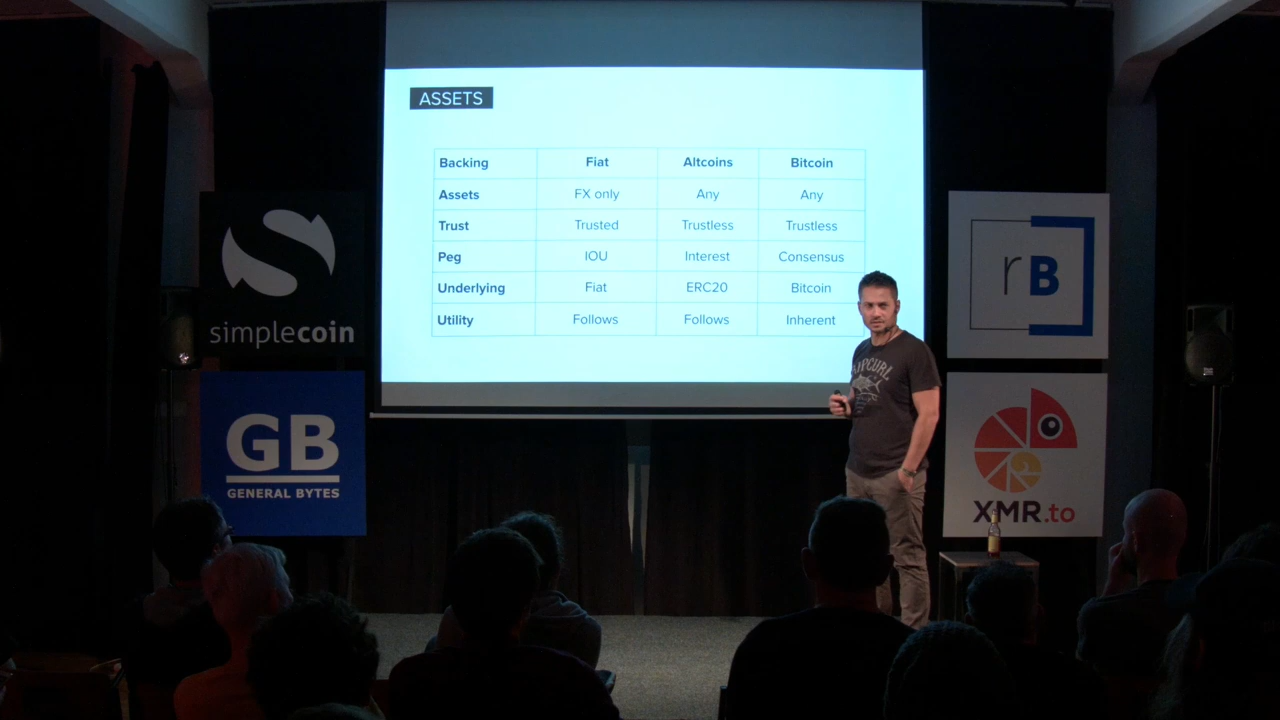 ASSETS
Backing Fiat Altcoins Bitcoin
Assets FX only Any Any
Trust Trusted Trustless Trustless
Peg IOU Interest Consensus
Underlying Fiat ERC20 Bitcoin
Utility Follows Follows Inherent
simplecoin
GB
GENERAL BYTES
rB
XMR.to
RIPCURL